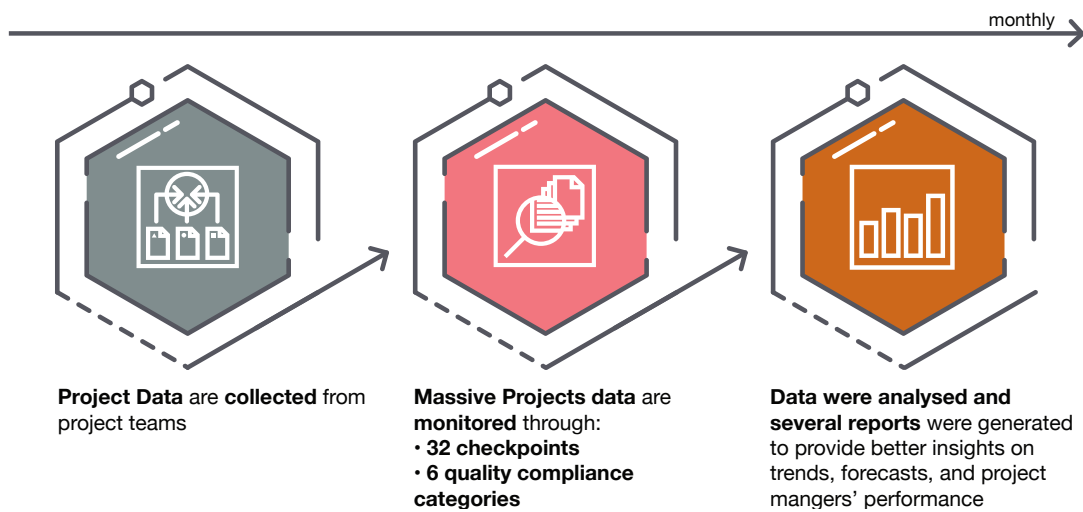 monthly
Project Data are collected from
project teams
Massive Projects data are
monitored through:
• 32 checkpoints
• 6 quality compliance
categories
Data were analysed and
several reports were generated
to provide better insights on
trends, forecasts, and project
mangers’ performance